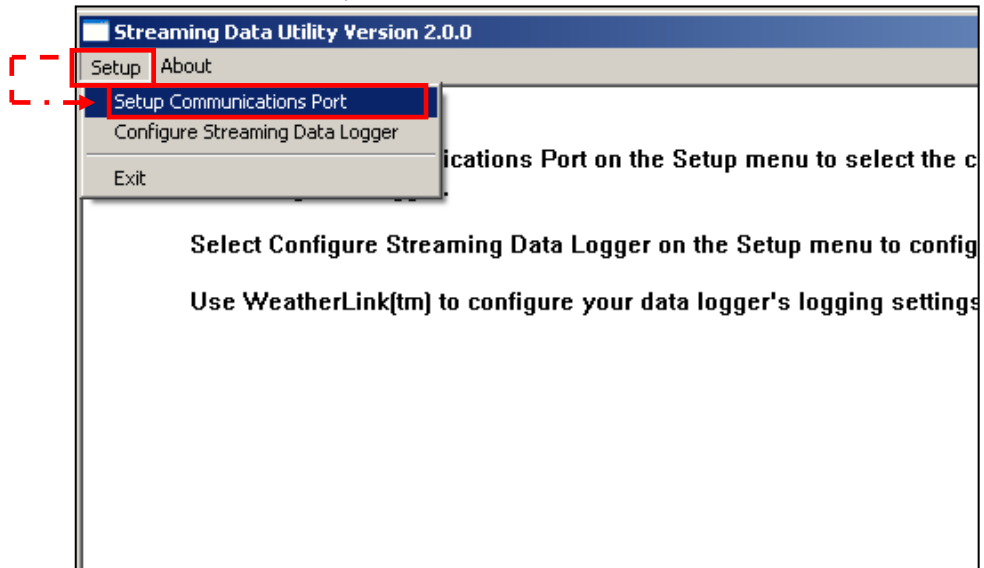 Streaming Data Utility Version 2.0.0
Setup About
Setup Communications Port
Configure Streaming Data Logger
Exit
ications Port on the Setup menu to select the c
Select Configure Streaming Data Logger on the Setup menu to config
Use WeatherLink(tm) to configure your data logger's logging settings